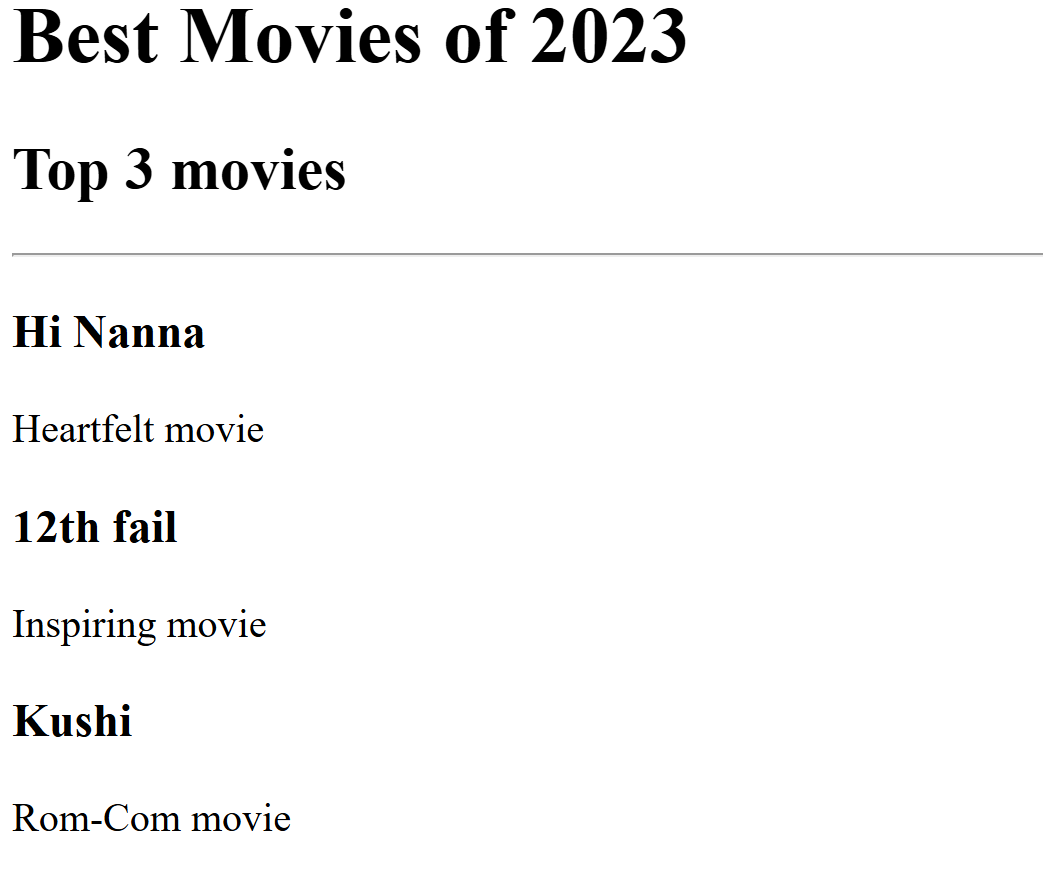 Best Movies of 2023
Top 3 movies
Hi Nanna
Heartfelt movie
12th fail
Inspiring movie
Kushi
Rom-Com movie